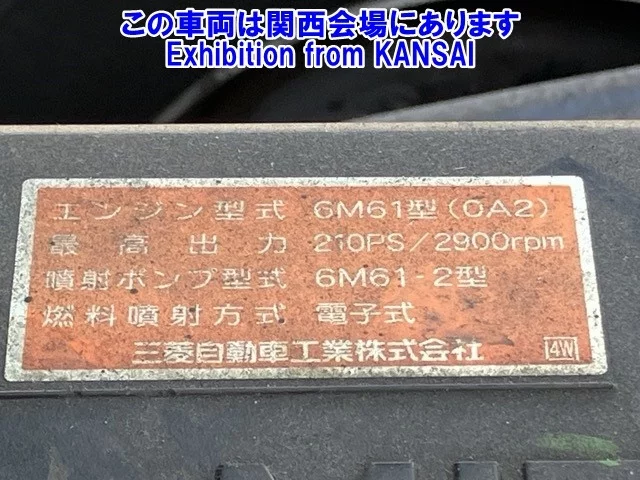 この車両は関西会場にあります
Exhibition from KANSAI
エンジン型式 6M61型(0A2)
最高出力 210PS/2900rpm
噴射ポンプ型式 6M61-2型
燃料噴射方式 電子式
三菱自動車工業株式会社 4W